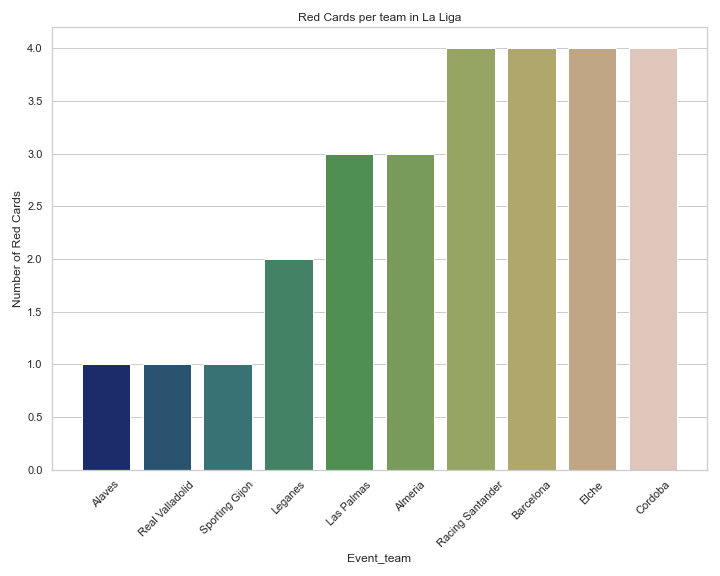 Red Cards per team in La Liga
Number of Red Cards
4.0
3.5
3.0
2.5
2.0
1.5
1.0
0.5
0.0
Alaves
Real Valladolid
Sporting Gijon
Leganes
Las Palmas
Almeria
Racing Santander
Barcelona
Elche
Cordoba
Event_team